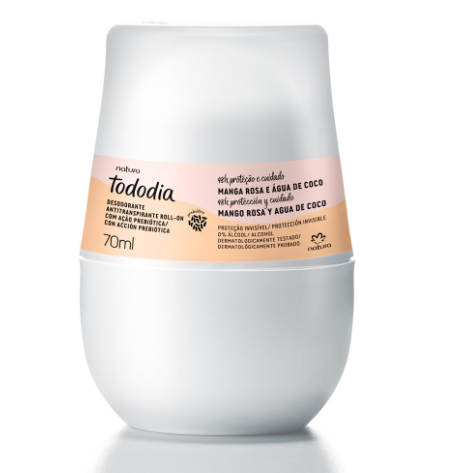 natura
Tododia
DESODORANTE
ANTITRANSPIRANTE ROLL-ON
COM AÇÃO PREBIÓTICA/
CON ACCIÓN PREBIÓTICA
70ml
48h proteção e cuidado
MANGA ROSA E ÁGUA DE COCO
48h protección y cuidado
MANGO ROSA Y AGUA DE COCO
PROTEÇÃO INVISÍVEL/ PROTECCIÓN INVISIBLE
0% ÁLCOOL/ ALCOHOL
DERMATOLOGICAMENTE TESTADO/
DERMATOLÓGICAMENTE PROBADO
natura